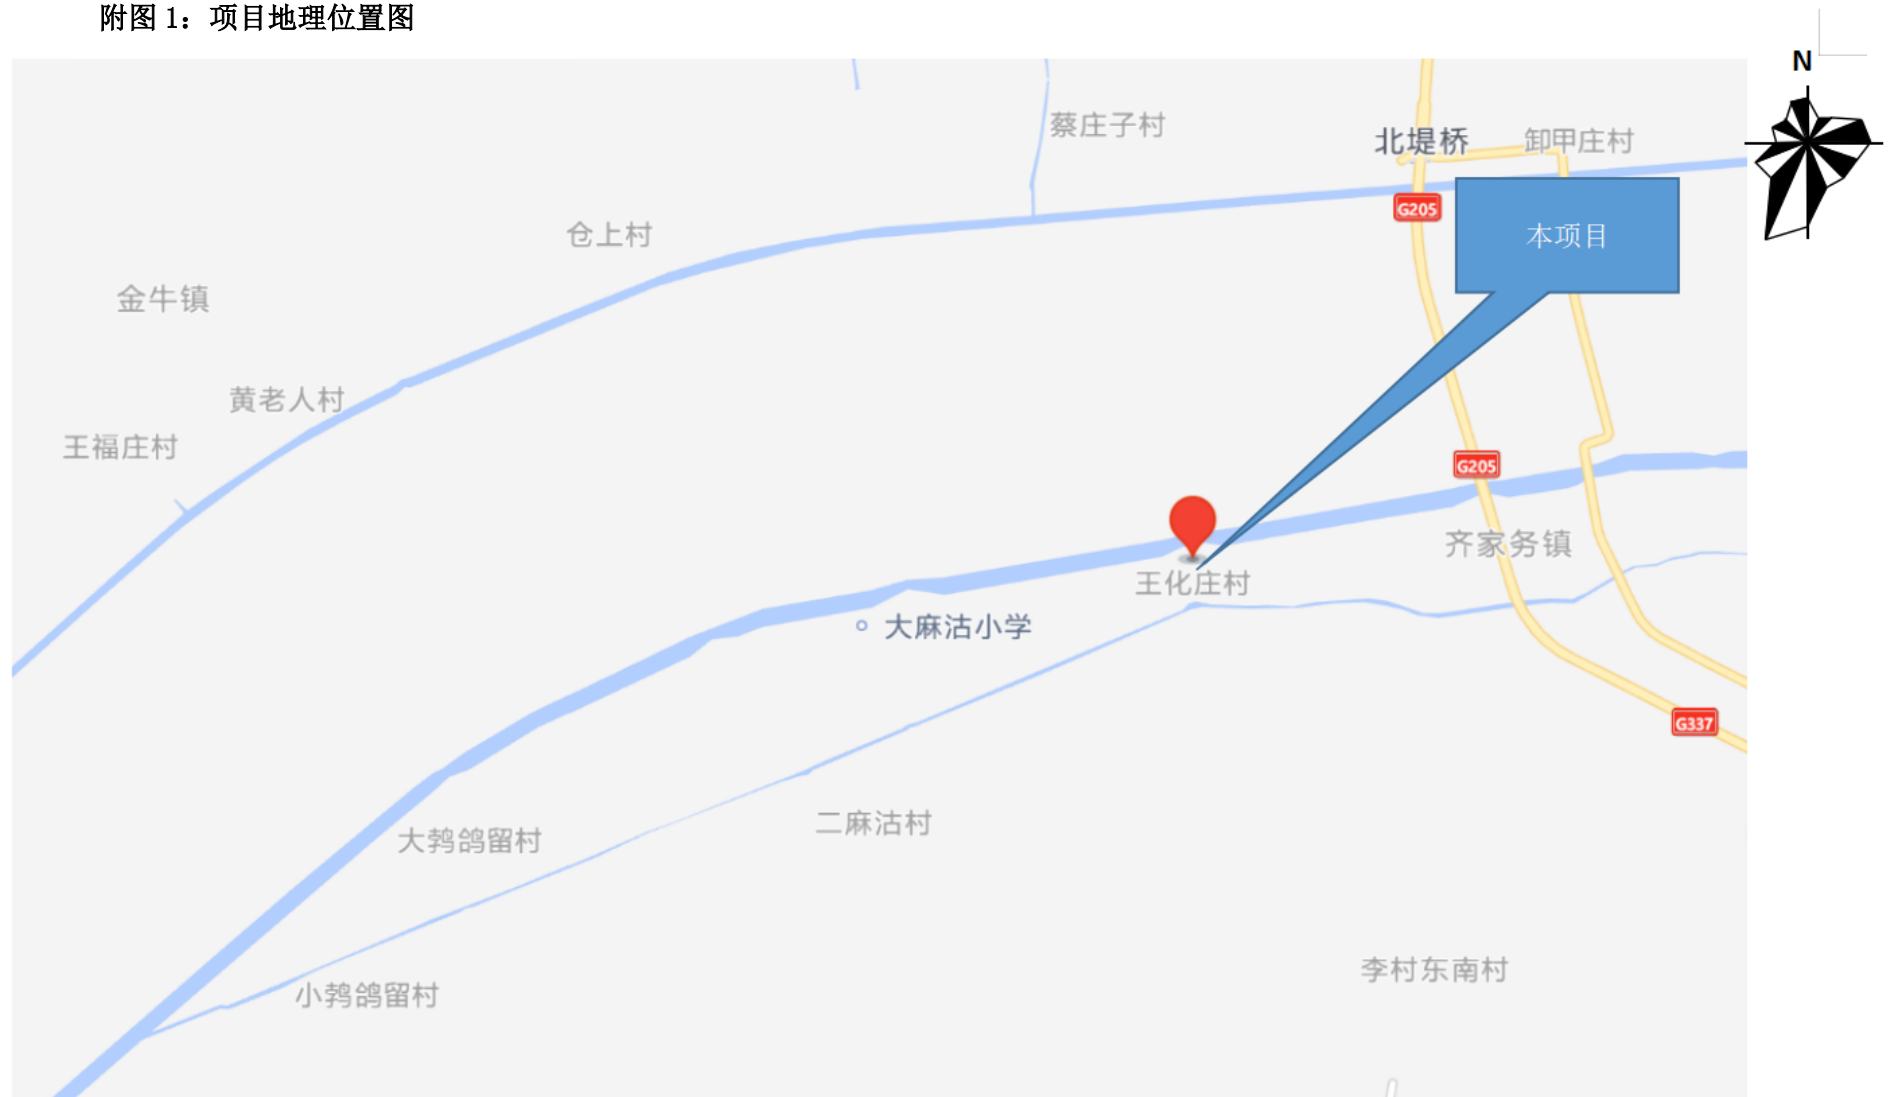 附图 1：项目地理位置图
N
蔡庄子村
北堤桥
卸甲庄村
G205
仓上村
本项目
金牛镇
黄老人村
王福庄村
G205
齐家务镇
王化庄村
大麻沽小学
G337
二麻沽村
大鹁鸽留村
李村东南村
小鹁鸽留村